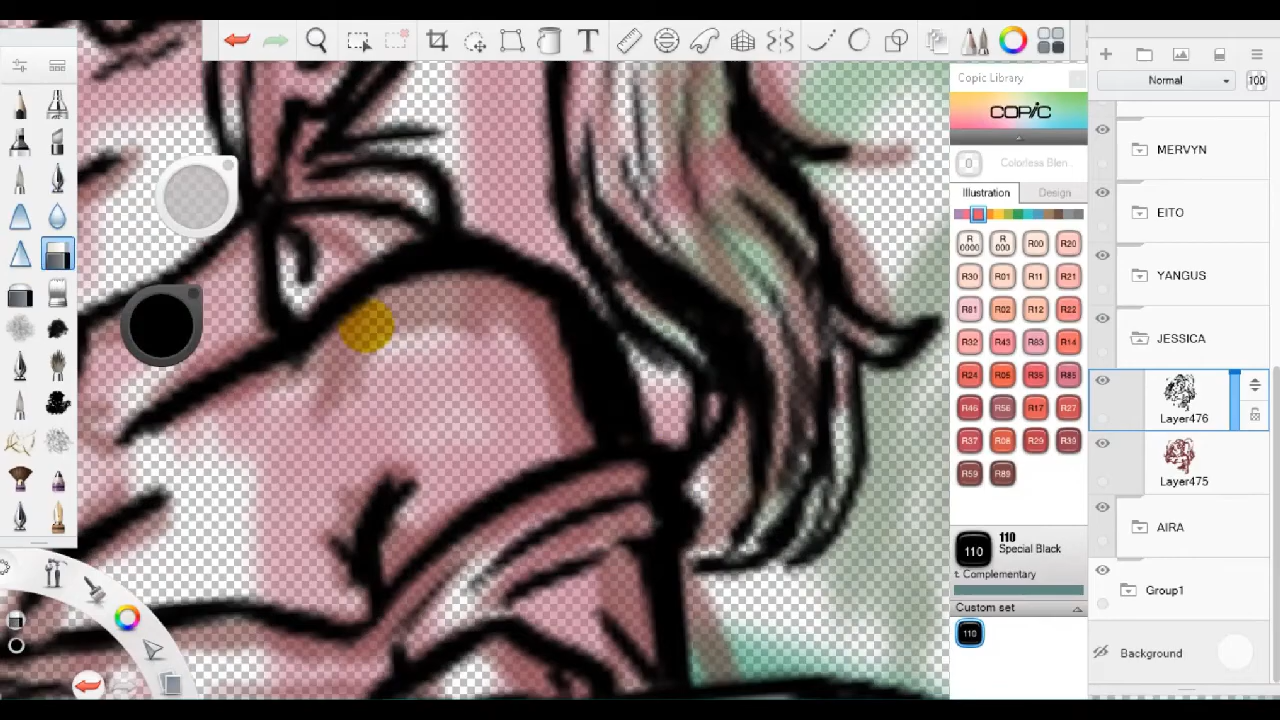 Copic Library
COPIC
0 Colorless Blen...
Illustration Design
R0000 R000 R00 R20
R30 R01 R11 R21
R81 R02 R12 R22
R32 R43 R83 R14
R24 R05 R35 R85
R46 R56 R17 R27
R37 R08 R29 R39
R59 R89
110 110
Special Black
t. Complementary
Custom set
110
Normal 100
MERVYN
EITO
YANGUS
JESSICA
Layer476
Layer475
AIRA
Group1
Background